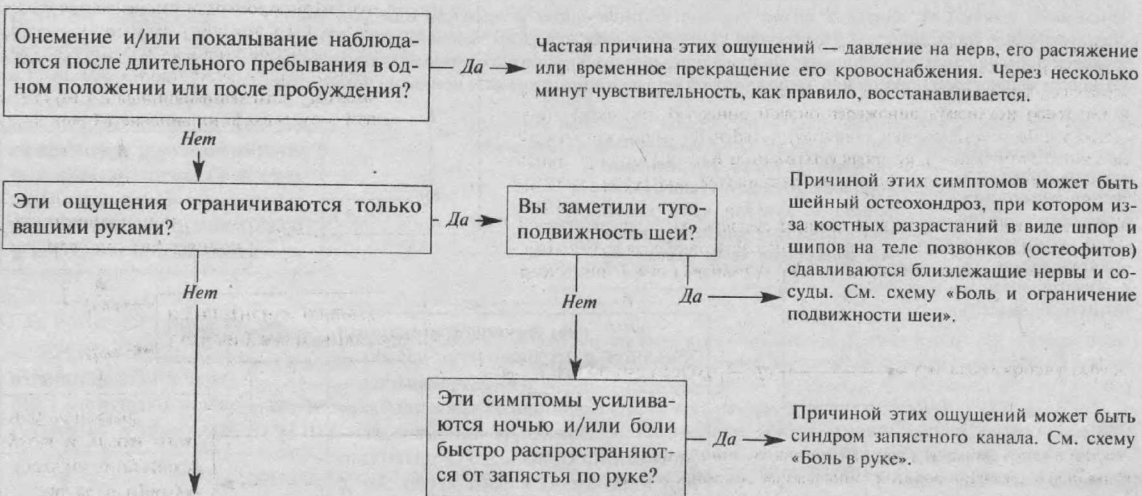 Онемение и/или покалывание наблюда-
ются после длительного пребывания в од-
ном положении или после пробуждения?
Да
Частая причина этих ощущений — давление на нерв, его растяжение
или временное прекращение его кровоснабжения. Через несколько
минут чувствительность, как правило, восстанавливается.
Нет
Эти ощущения ограничиваются только
вашими руками?
Да
Вы заметили туго-
подвижность шеи?
Причиной этих симптомов может быть
шейный остеохондроз, при котором из-
за костных разрастаний в виде шпор и
шипов на теле позвонков (остеофитов)
сдавливаются близлежащие нервы и со-
суды. См. схему «Боль и ограничение
подвижности шеи».
Нет
Нет
Да
Эти симптомы усилива-
ются ночью и/или боли
быстро распространяют-
ся от запястья по руке?
Да
Причиной этих ощущений может быть
синдром запястного канала. См. схему
«Боль в руке».